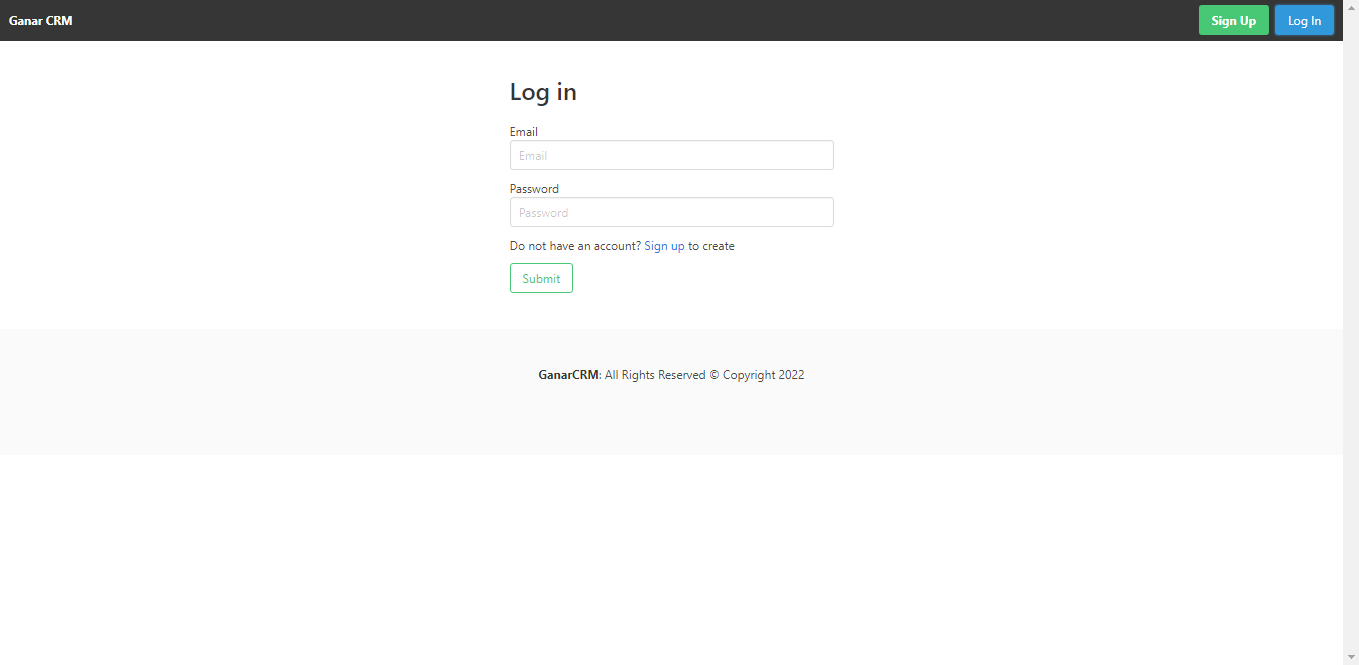 Ganar CRM
Sign Up
Log In
Log in
Email
Email
Password
Password
Do not have an account? Sign up to create
Submit
GanarCRM: All Rights Reserved © Copyright 2022